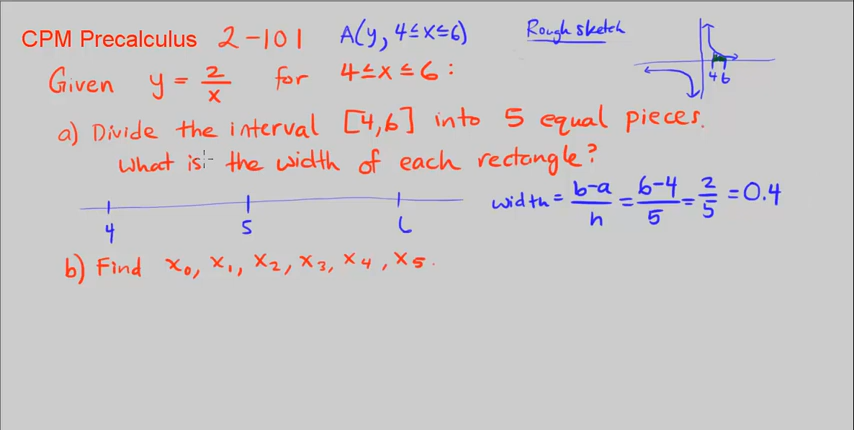 CPM Precalculus 2-101 A(y, 4≤x≤6) Rough sketch
Given y = 2/x for 4≤x≤6:
4 6
a) Divide the interval [4,6] into 5 equal pieces.
What is the width of each rectangle?
width = b-a/n = 6-4/5 = 2/5 = 0.4
4 5 6
b) Find x₀, x₁, x₂, x₃, x₄, x₅.